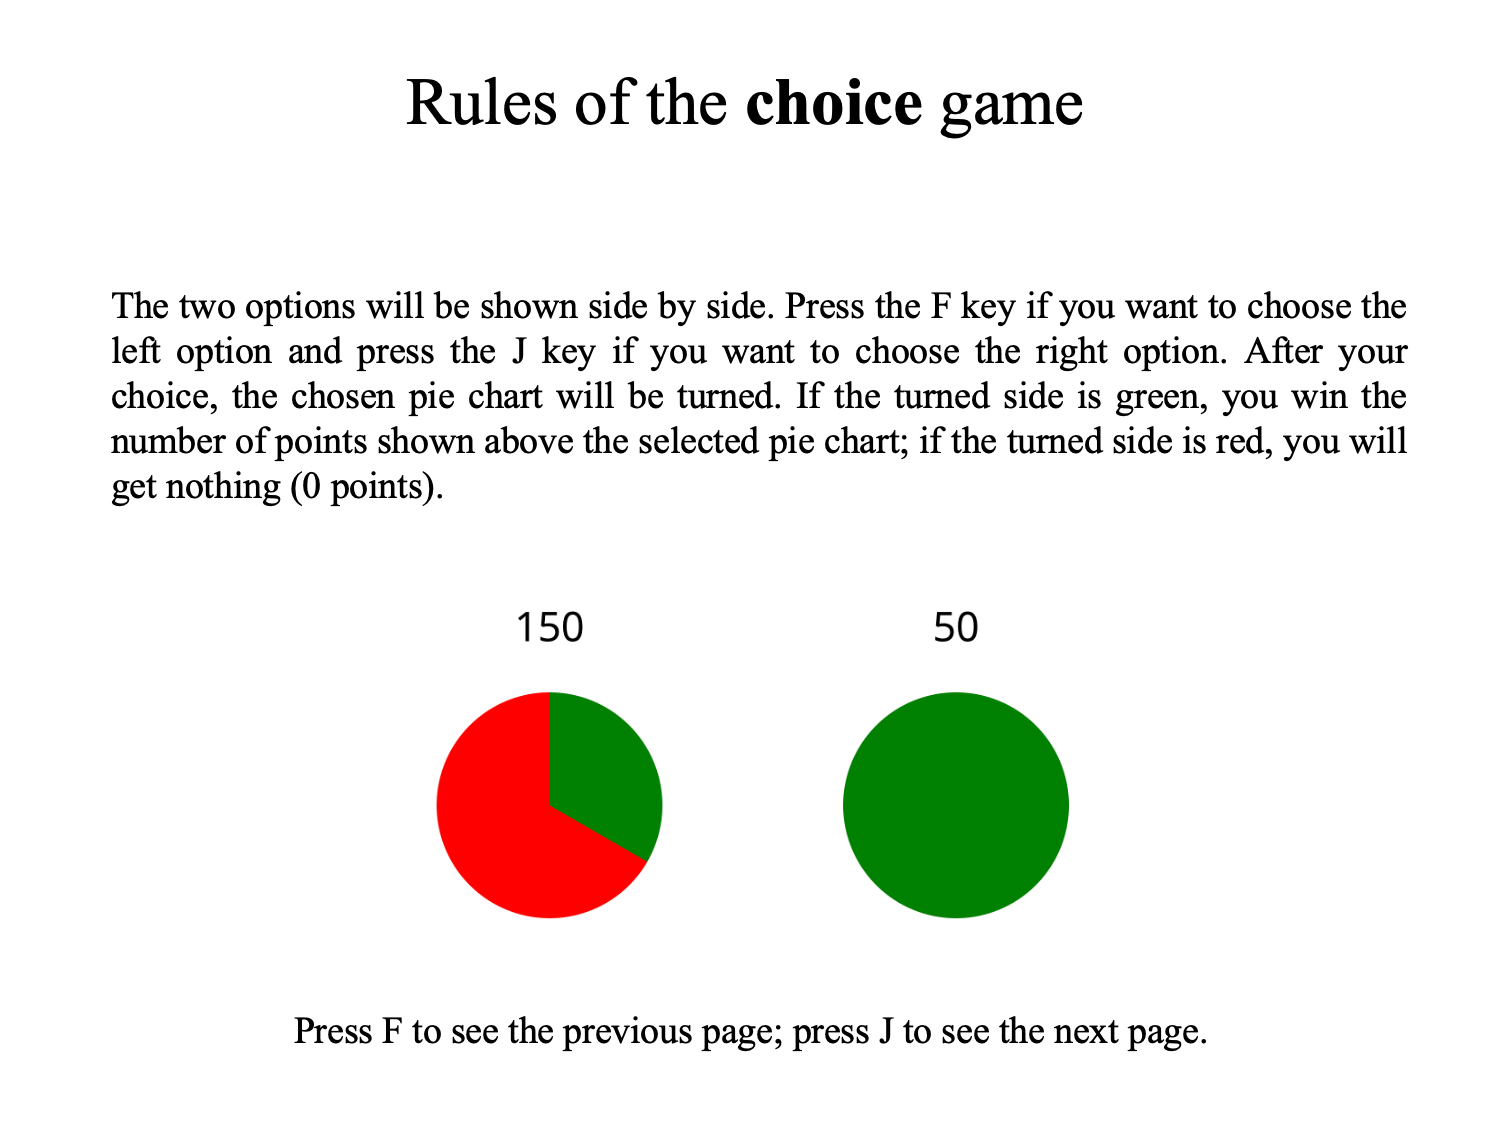 Rules of the choice game
The two options will be shown side by side. Press the F key if you want to choose the
left option and press the J key if you want to choose the right option. After your
choice, the chosen pie chart will be turned. If the turned side is green, you win the
number of points shown above the selected pie chart; if the turned side is red, you will
get nothing (0 points).
150 50
Press F to see the previous page; press J to see the next page.